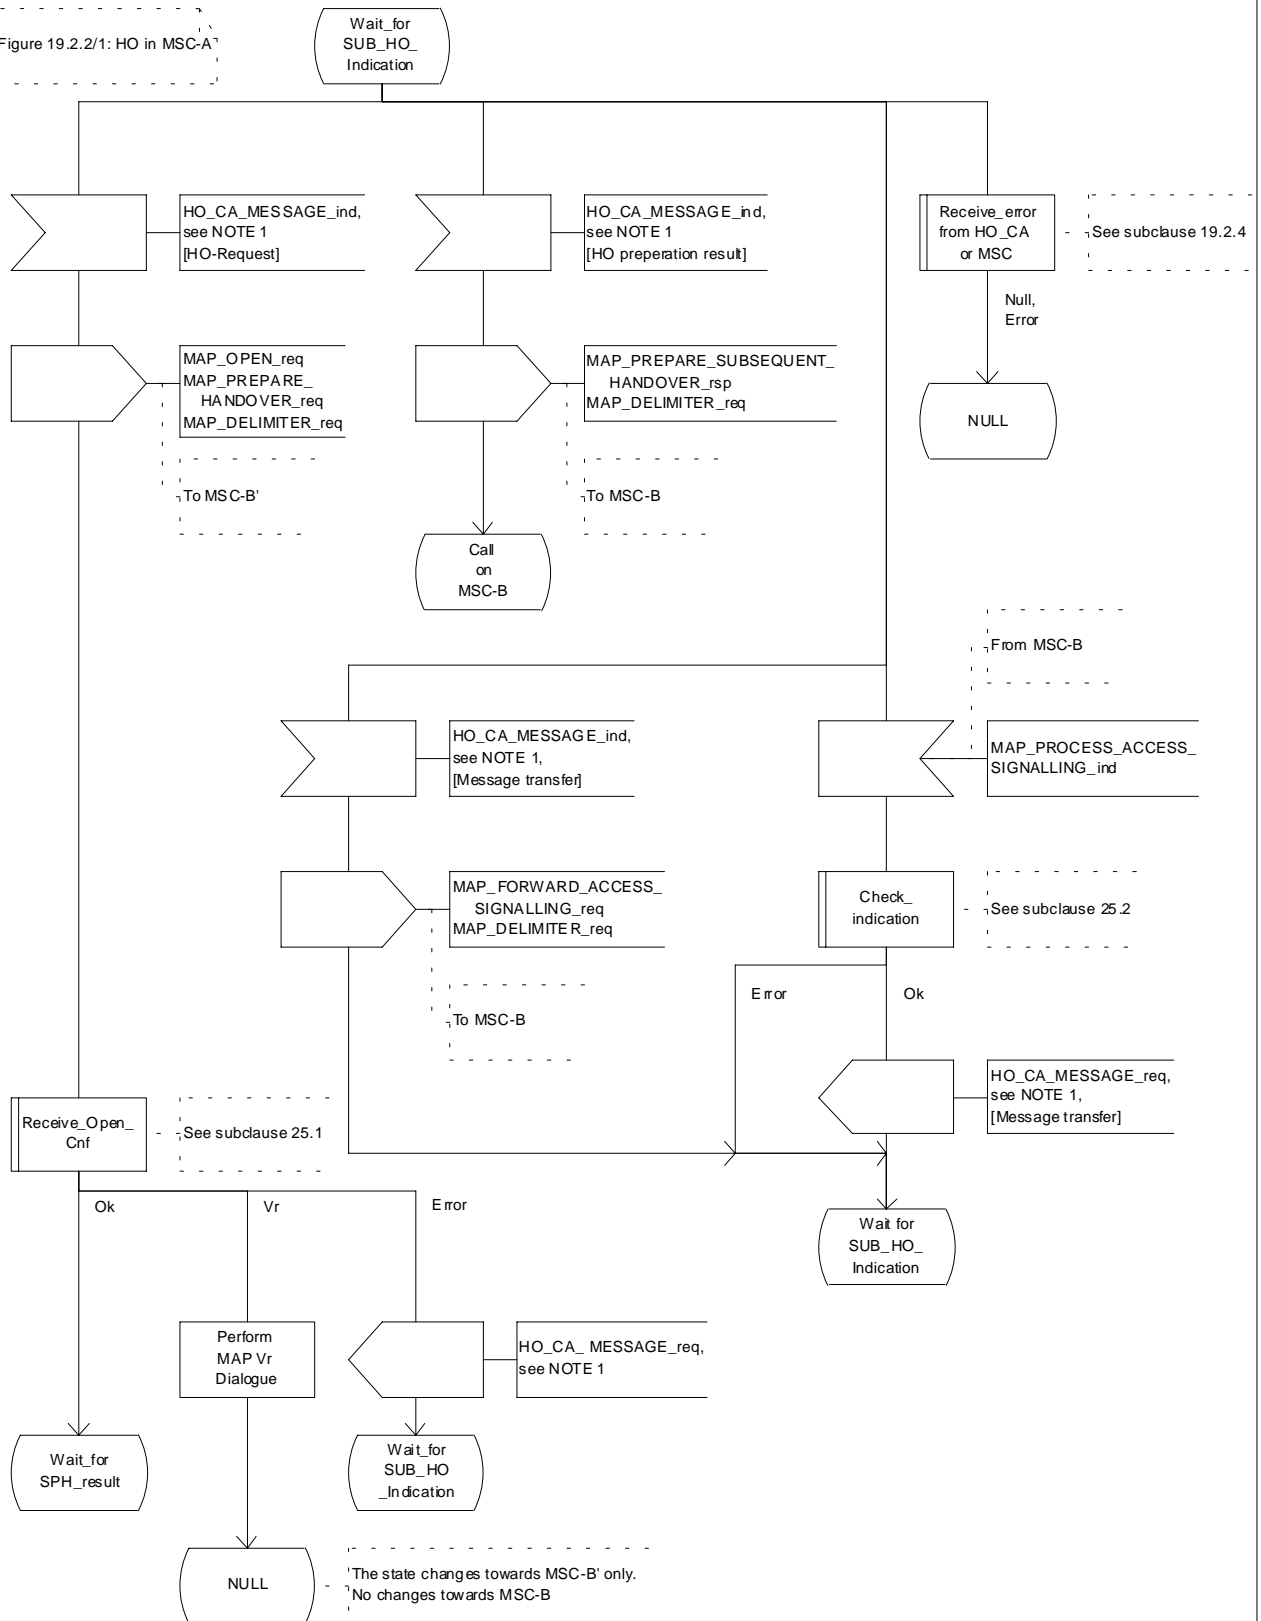 Figure 19.2.2/1: HO in MSC-A
Wait_for
SUB_HO_
Indication
HO_CA_MESSAGE_ind,
see NOTE 1
[HO-Request]
HO_CA_MESSAGE_ind,
see NOTE 1
[HO preperation result]
Receive_error
from HO_CA
or MSC
See subclause 19.2.4
Null,
Error
MAP_OPEN_req
MAP_PREPARE_
HANDOVER_req
MAP_DELIMITER_req
MAP_PREPARE_SUBSEQUENT_
HANDOVER_rsp
MAP_DELIMITER_req
NULL
To MSC-B'
To MSC-B
Call
on
MSC-B
From MSC-B
HO_CA_MESSAGE_ind,
see NOTE 1,
[Message transfer]
MAP_PROCESS_ACCESS_
SIGNALLING_ind
MAP_FORWARD_ACCESS_
SIGNALLING_req
MAP_DELIMITER_req
Check_
indication
See subclause 25.2
Error
Ok
To MSC-B
HO_CA_MESSAGE_req,
see NOTE 1,
[Message transfer]
Receive_Open_
Cnf
See subclause 25.1
Ok
Vr
Error
Wait for
SUB_HO_
Indication
Perform
MAP Vr
Dialogue
HO_CA_ MESSAGE_req,
see NOTE 1
Wait_for
SPH_result
Wait_for
SUB_HO
_Indication
NULL
The state changes towards MSC-B' only.
No changes towards MSC-B